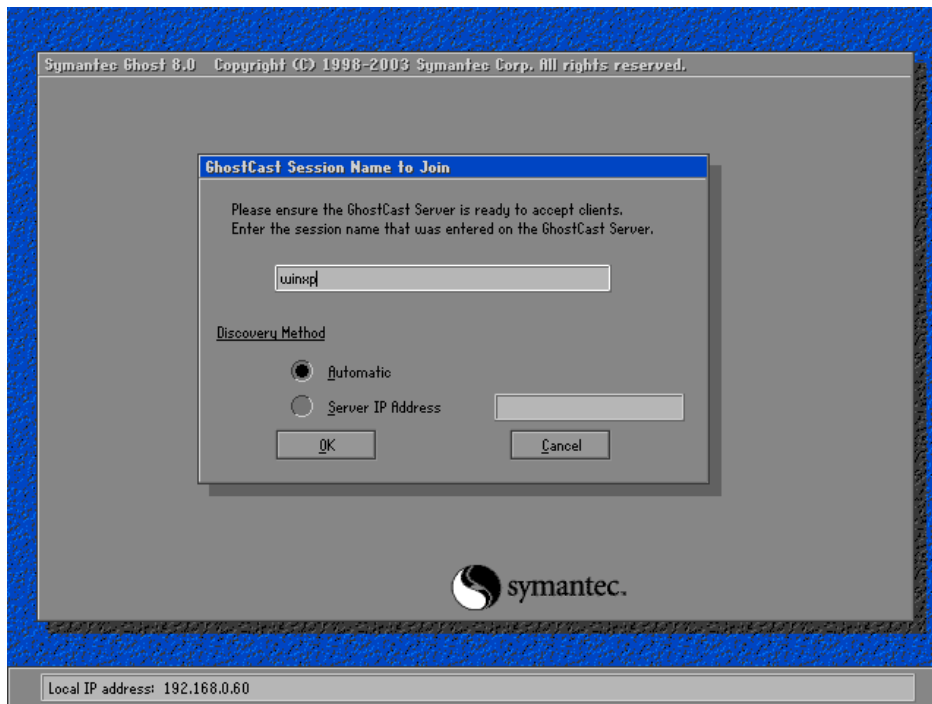 Symantec Ghost 8.0 Copyright (C) 1998-2003 Symantec Corp. All rights reserved.
GhostCast Session Name to Join
Please ensure the GhostCast Server is ready to accept clients.
Enter the session name that was entered on the GhostCast Server.
winxp
Discovery Method
Automatic
Server IP Address
OK Cancel
symantec.
Local IP address: 192.168.0.60